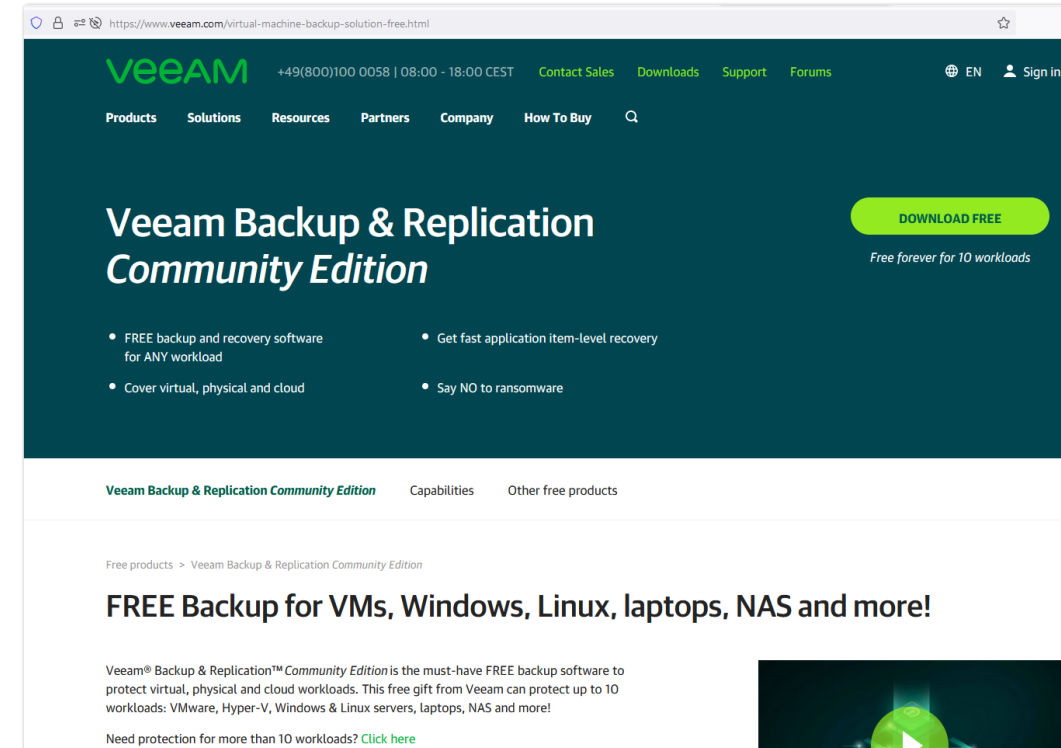 https://www.veeam.com/virtual-machine-backup-solution-free.html
veeAM
+49(800)100 0058 | 08:00 - 18:00 CEST Contact Sales Downloads Support Forums EN Sign in
Products Solutions Resources Partners Company How To Buy
Veeam Backup & Replication
Community Edition
DOWNLOAD FREE
Free forever for 10 workloads
• FREE backup and recovery software
for ANY workload
• Get fast application item-level recovery
• Cover virtual, physical and cloud
• Say NO to ransomware
Veeam Backup & Replication Community Edition Capabilities Other free products
Free products > Veeam Backup & Replication Community Edition
FREE Backup for VMs, Windows, Linux, laptops, NAS and more!
Veeam® Backup & Replication™ Community Edition is the must-have FREE backup software to
protect virtual, physical and cloud workloads. This free gift from Veeam can protect up to 10
workloads: VMware, Hyper-V, Windows & Linux servers, laptops, NAS and more!
Need protection for more than 10 workloads? Click here